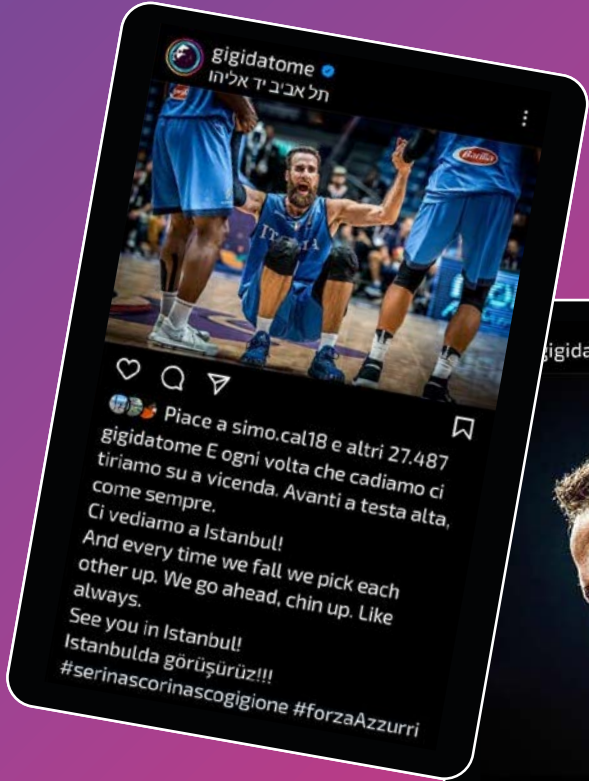 gigidatome
תל אביב יד אליהו
Barilla
ITALIA
Piace a simo.cal18 e altri 27.487
gigidatome E ogni volta che cadiamo ci
tiriamo su a vicenda. Avanti a testa alta,
come sempre.
Ci vediamo a Istanbul!
And every time we fall we pick each
other up. We go ahead, chin up. Like
always.
See you in Istanbul!
Istanbulda görüşürüz!!!
#serinascorinascogigione #forzaAzzurri
gigida